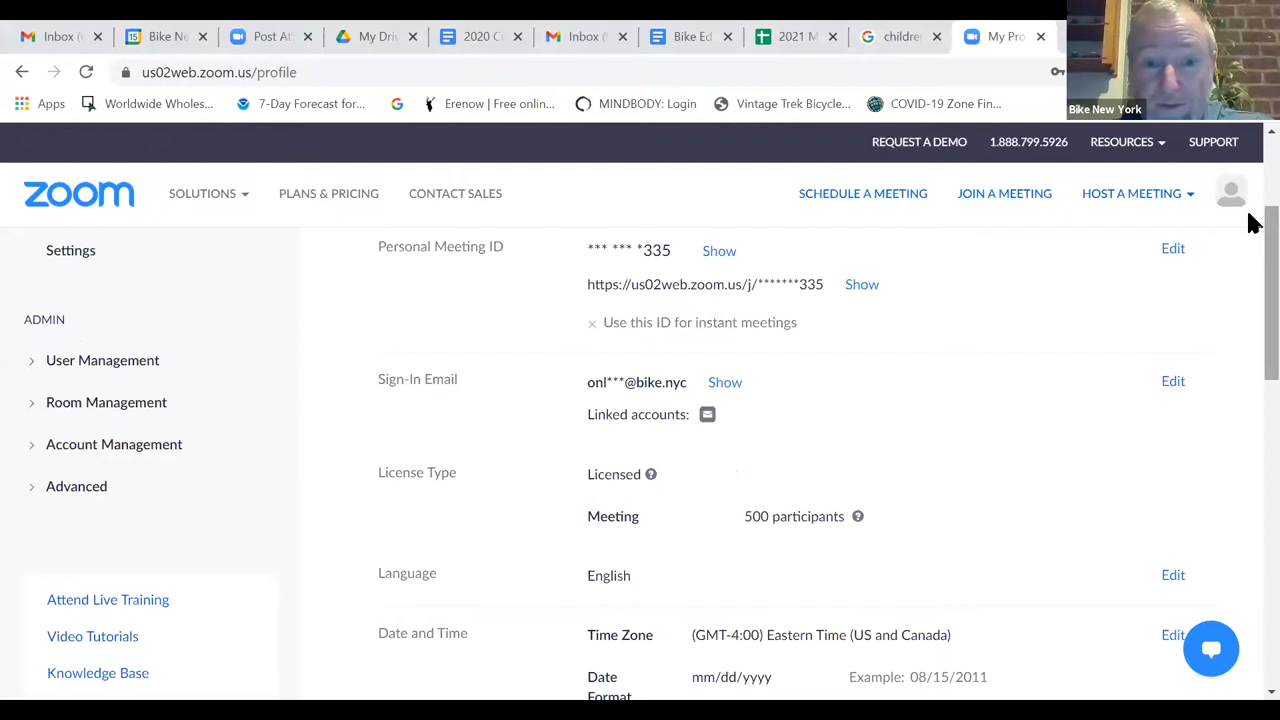 Inbox (
Bike Ne
Post At
My Driv
2020 C
Inbox (
Bike Ed
2021 M
childre
My Pro
us02web.zoom.us/profile
Apps
Worldwide Wholes...
7-Day Forecast for...
Erenow | Free onlin...
MINDBODY: Login
Vintage Trek Bicycle...
COVID-19 Zone Fin...
Bike New York
REQUEST A DEMO
1.888.799.5926
RESOURCES
SUPPORT
zoom
SOLUTIONS
PLANS & PRICING
CONTACT SALES
SCHEDULE A MEETING
JOIN A MEETING
HOST A MEETING
Settings
Personal Meeting ID
*** *** *335
Show
Edit
https://us02web.zoom.us/j/*******335
Show
Use this ID for instant meetings
ADMIN
User Management
Room Management
Account Management
Advanced
Sign-In Email
onl***@bike.nyc
Show
Edit
Linked accounts:
License Type
Licensed
Meeting
500 participants
Language
English
Edit
Attend Live Training
Video Tutorials
Knowledge Base
Date and Time
Time Zone
(GMT-4:00) Eastern Time (US and Canada)
Edit
Date
Format
mm/dd/yyyy
Example: 08/15/2011